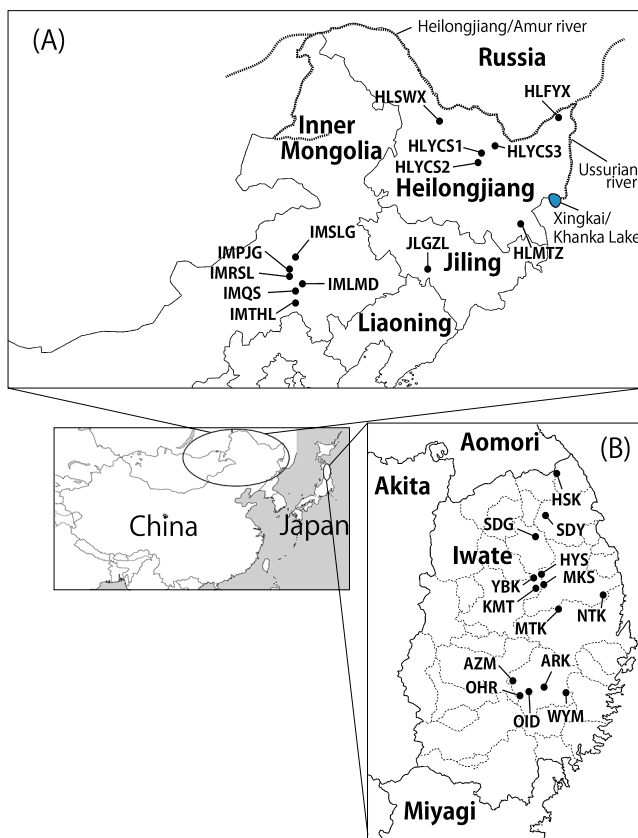 (A)
Heilongjiang/Amur river
Russia
HLSWX
HLFYX
Inner
Mongolia
HLYCS1
HLYCS3
HLYCS2
Ussurian
river
Heilongjiang
Xingkai/
Khanka Lake
IMSLG
JLGZL
HLMTZ
IMPJG
Jiling
IMRSL
IMLMD
IMQS
IMTHL
Liaoning
China
Japan
(B)
Aomori
Akita
HSK
SDG
SDY
Iwate
HYS
YBK
MKS
KMT
NTK
MTK
AZM
ARK
OHR
OID
WYM
Miyagi